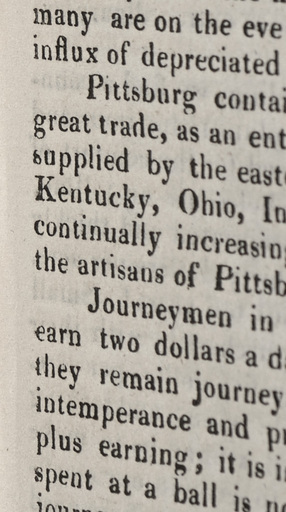 many are on the eve
influx of depreciated
Pittsburg contai
great trade, as an ent
supplied by the east
Kentucky, Ohio, In
continually increasin
the artisans of Pittsb
Journeymen in
earn two dollars a d
they remain journey
intemperance and p
plus earning; it is i
spent at a ball is n